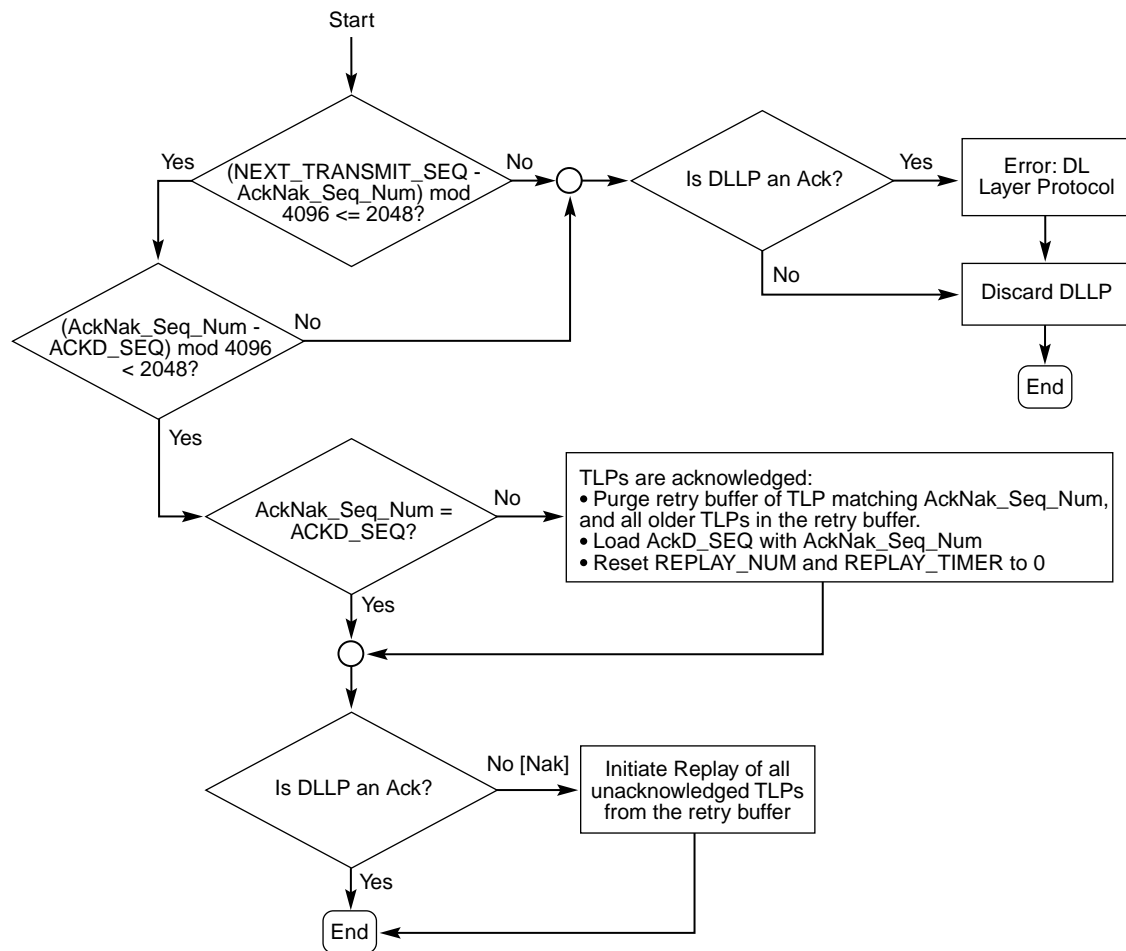 Start
Yes
(NEXT_TRANSMIT_SEQ -
AckNak_Seq_Num) mod
4096 <= 2048?
No
Is DLLP an Ack?
Yes
Error: DL
Layer Protocol
No
Discard DLLP
End
(AckNak_Seq_Num -
ACKD_SEQ) mod 4096
< 2048?
No
Yes
AckNak_Seq_Num =
ACKD_SEQ?
No
TLPs are acknowledged:
• Purge retry buffer of TLP matching AckNak_Seq_Num,
and all older TLPs in the retry buffer.
• Load AckD_SEQ with AckNak_Seq_Num
• Reset REPLAY_NUM and REPLAY_TIMER to 0
Yes
Is DLLP an Ack?
No [Nak]
Initiate Replay of all
unacknowledged TLPs
from the retry buffer
Yes
End